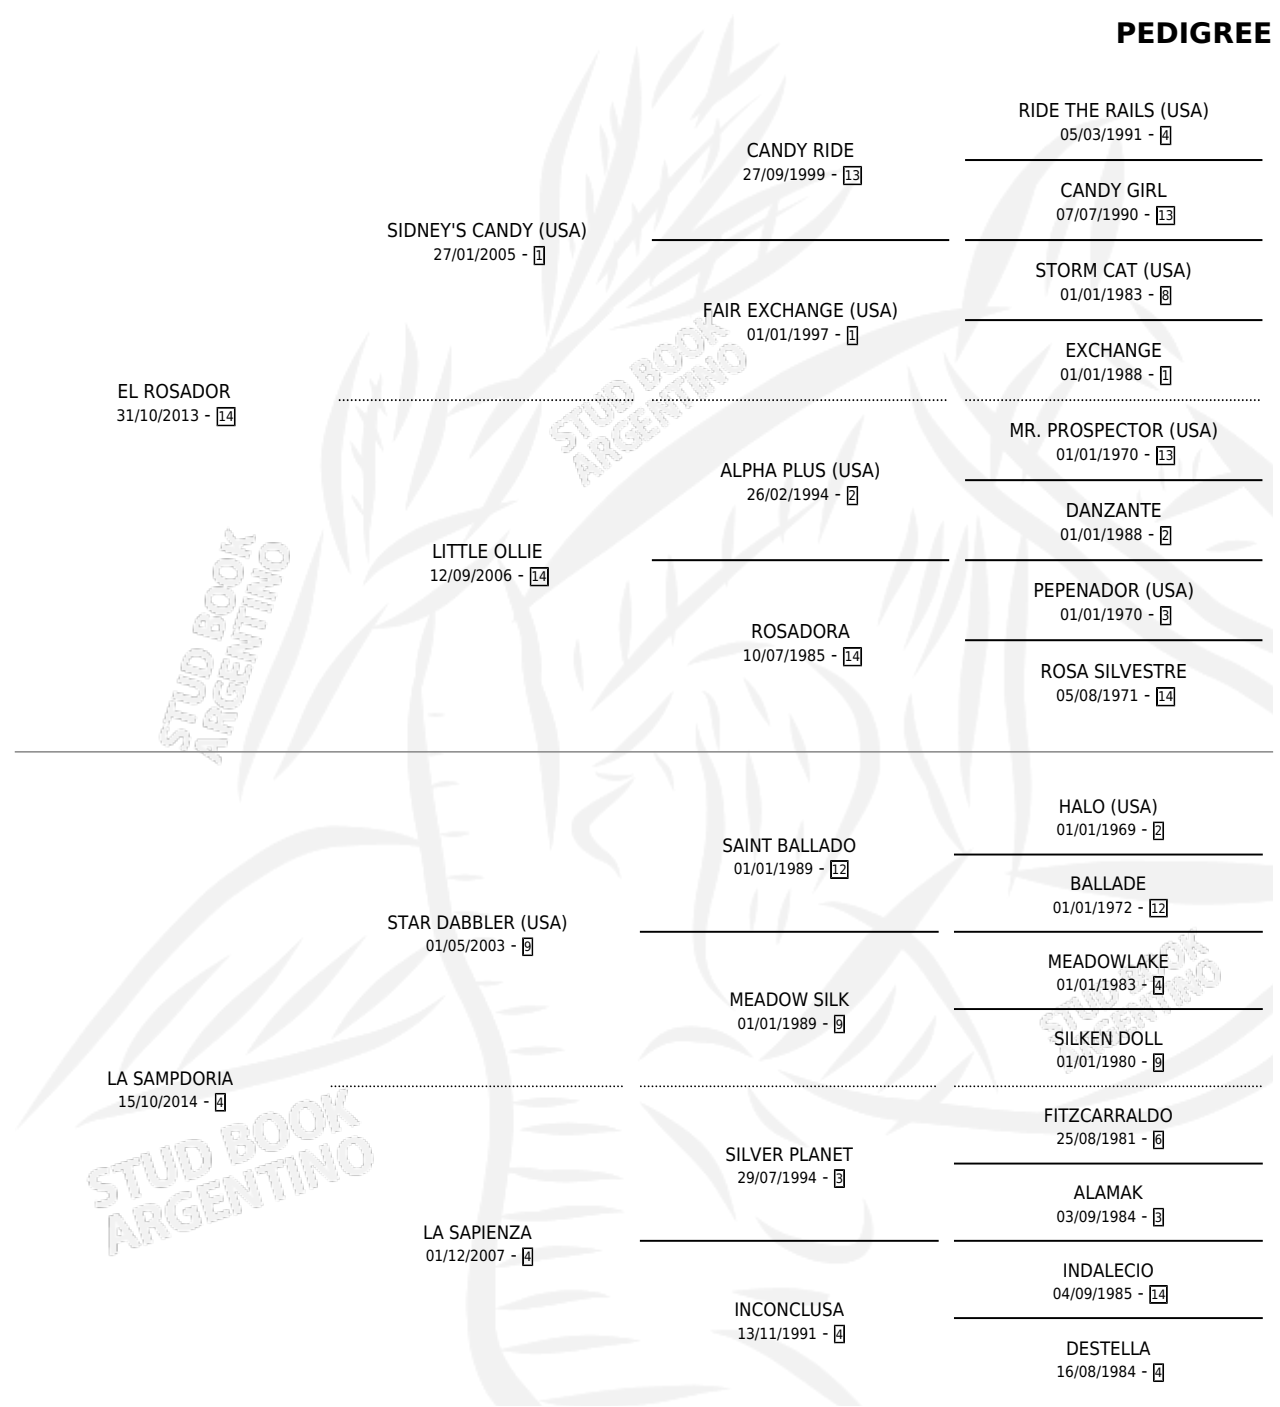 PEDIGREE
EL ROSADOR
31/10/2013 - 14
SIDNEY'S CANDY (USA)
27/01/2005 - 1
CANDY RIDE
27/09/1999 - 13
RIDE THE RAILS (USA)
05/03/1991 - 4
CANDY GIRL
07/07/1990 - 13
FAIR EXCHANGE (USA)
01/01/1997 - 1
STORM CAT (USA)
01/01/1983 - 8
EXCHANGE
01/01/1988 - 1
LITTLE OLLIE
12/09/2006 - 14
ALPHA PLUS (USA)
26/02/1994 - 2
MR. PROSPECTOR (USA)
01/01/1970 - 13
DANZANTE
01/01/1988 - 2
ROSADORA
10/07/1985 - 14
PEPENADOR (USA)
01/01/1970 - 3
ROSA SILVESTRE
05/08/1971 - 14
LA SAMPDORIA
15/10/2014 - 4
STAR DABBLER (USA)
01/05/2003 - 9
SAINT BALLADO
01/01/1989 - 12
HALO (USA)
01/01/1969 - 2
BALLADE
01/01/1972 - 12
MEADOW SILK
01/01/1989 - 9
MEADOWLAKE
01/01/1983 - 4
SILKEN DOLL
01/01/1980 - 9
LA SAPIENZA
01/12/2007 - 4
SILVER PLANET
29/07/1994 - 3
FITZCARRALDO
25/08/1981 - 6
ALAMAK
03/09/1984 - 3
INCONCLUSA
13/11/1991 - 4
INDALECIO
04/09/1985 - 14
DESTELLA
16/08/1984 - 4
STUD BOOK
ARGENTINO
STUD BOOK
ARGENTINO
STUD BOOK
ARGENTINO
STUD BOOK
ARGENTINO